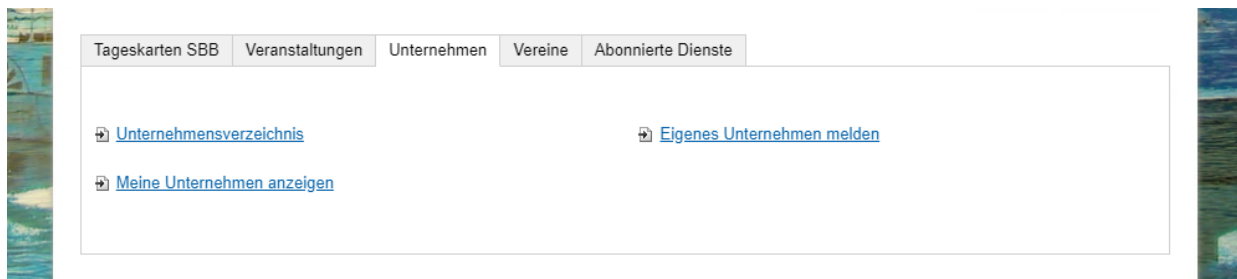 Tageskarten SBB Veranstaltungen Unternehmen Vereine Abonnierte Dienste
Unternehmensverzeichnis Eigenes Unternehmen melden
Meine Unternehmen anzeigen